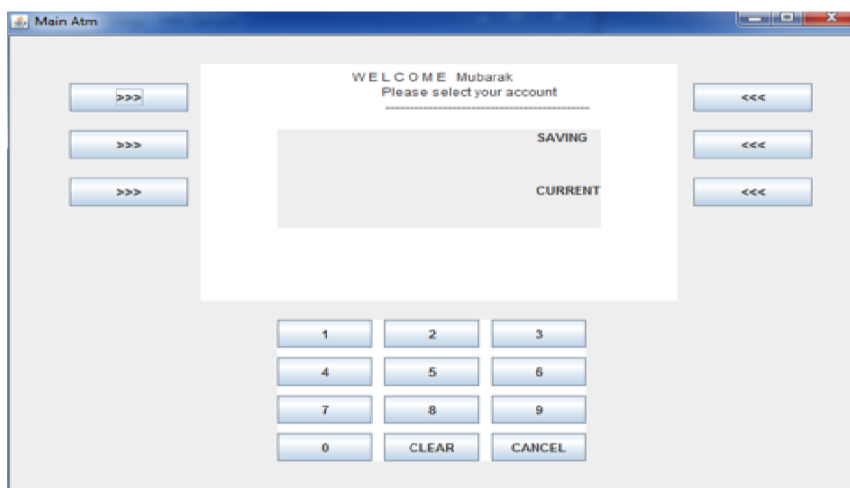 Main Atm
W E L C O M E Mubarak
Please select your account
--------------------------------------------------
>>> <<<
SAVING
>>> <<<
CURRENT
>>> <<<
1 2 3
4 5 6
7 8 9
0 CLEAR CANCEL